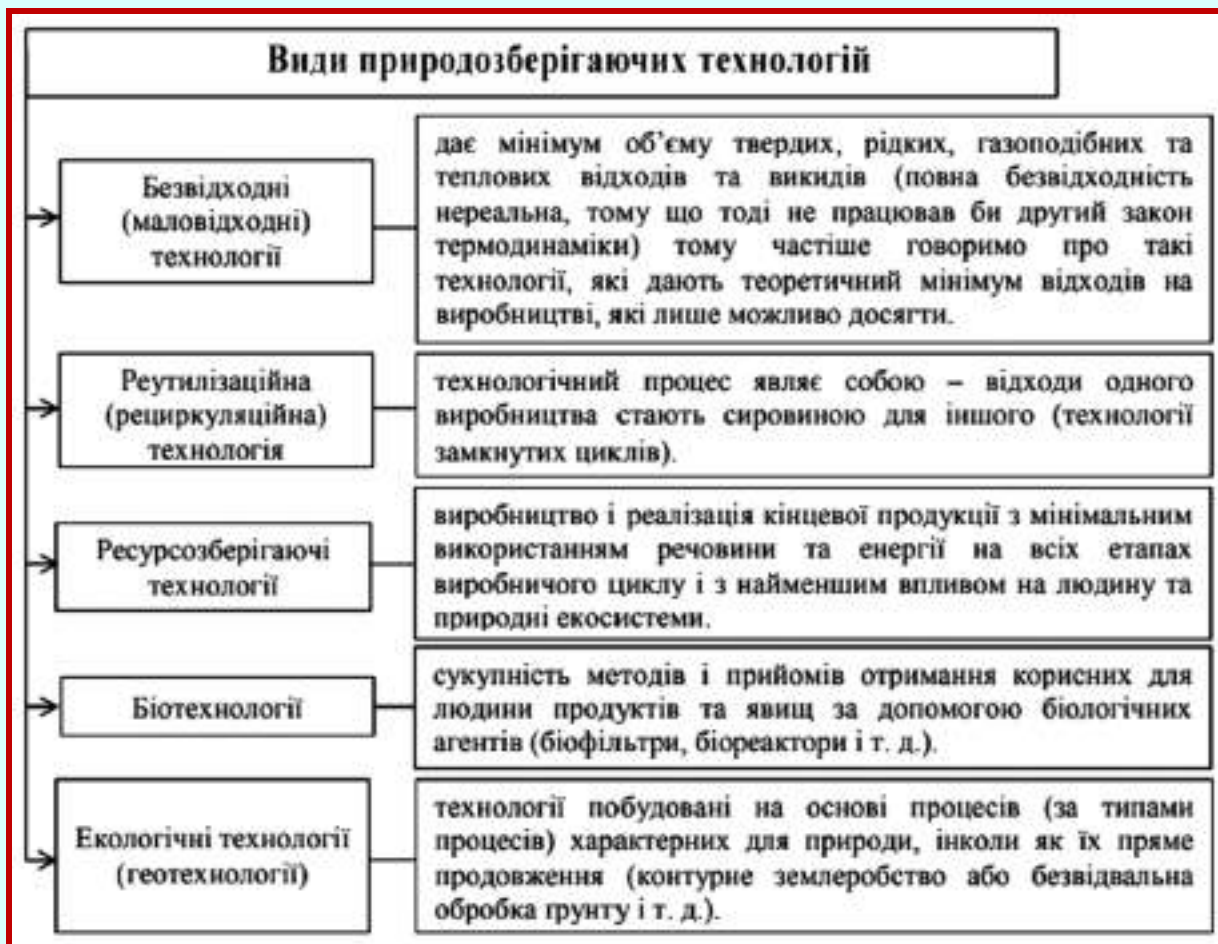 Види природозберігаючих технологій
Безвідходні
(маловідходні)
технології
дає мінімум об’єму твердих, рідких, газоподібних та
теплових відходів та викидів (повна безвідходність
нереальна, тому що тоді не працював би другий закон
термодинаміки) тому частіше говоримо про такі
технології, які дають теоретичний мінімум відходів на
виробництві, які лише можливо досягти.
Реутилізаційна
(рециркуляційна)
технологія
технологічний процес являє собою – відходи одного
виробництва стають сировиною для іншого (технології
замкнутих циклів).
Ресурсозберігаючі
технології
виробництво і реалізація кінцевої продукції з мінімальним
використанням речовини та енергії на всіх етапах
виробничого циклу і з найменшим впливом на людину та
природні екосистеми.
Біотехнології
сукупність методів і прийомів отримання корисних для
людини продуктів та явищ за допомогою біологічних
агентів (біофільтри, біореактори і т. д.).
Екологічні технології
(геотехнології)
технології побудовані на основі процесів (за типами
процесів) характерних для природи, інколи як їх пряме
продовження (контурне землеробство або безвідвальна
обробка ґрунту і т. д.).